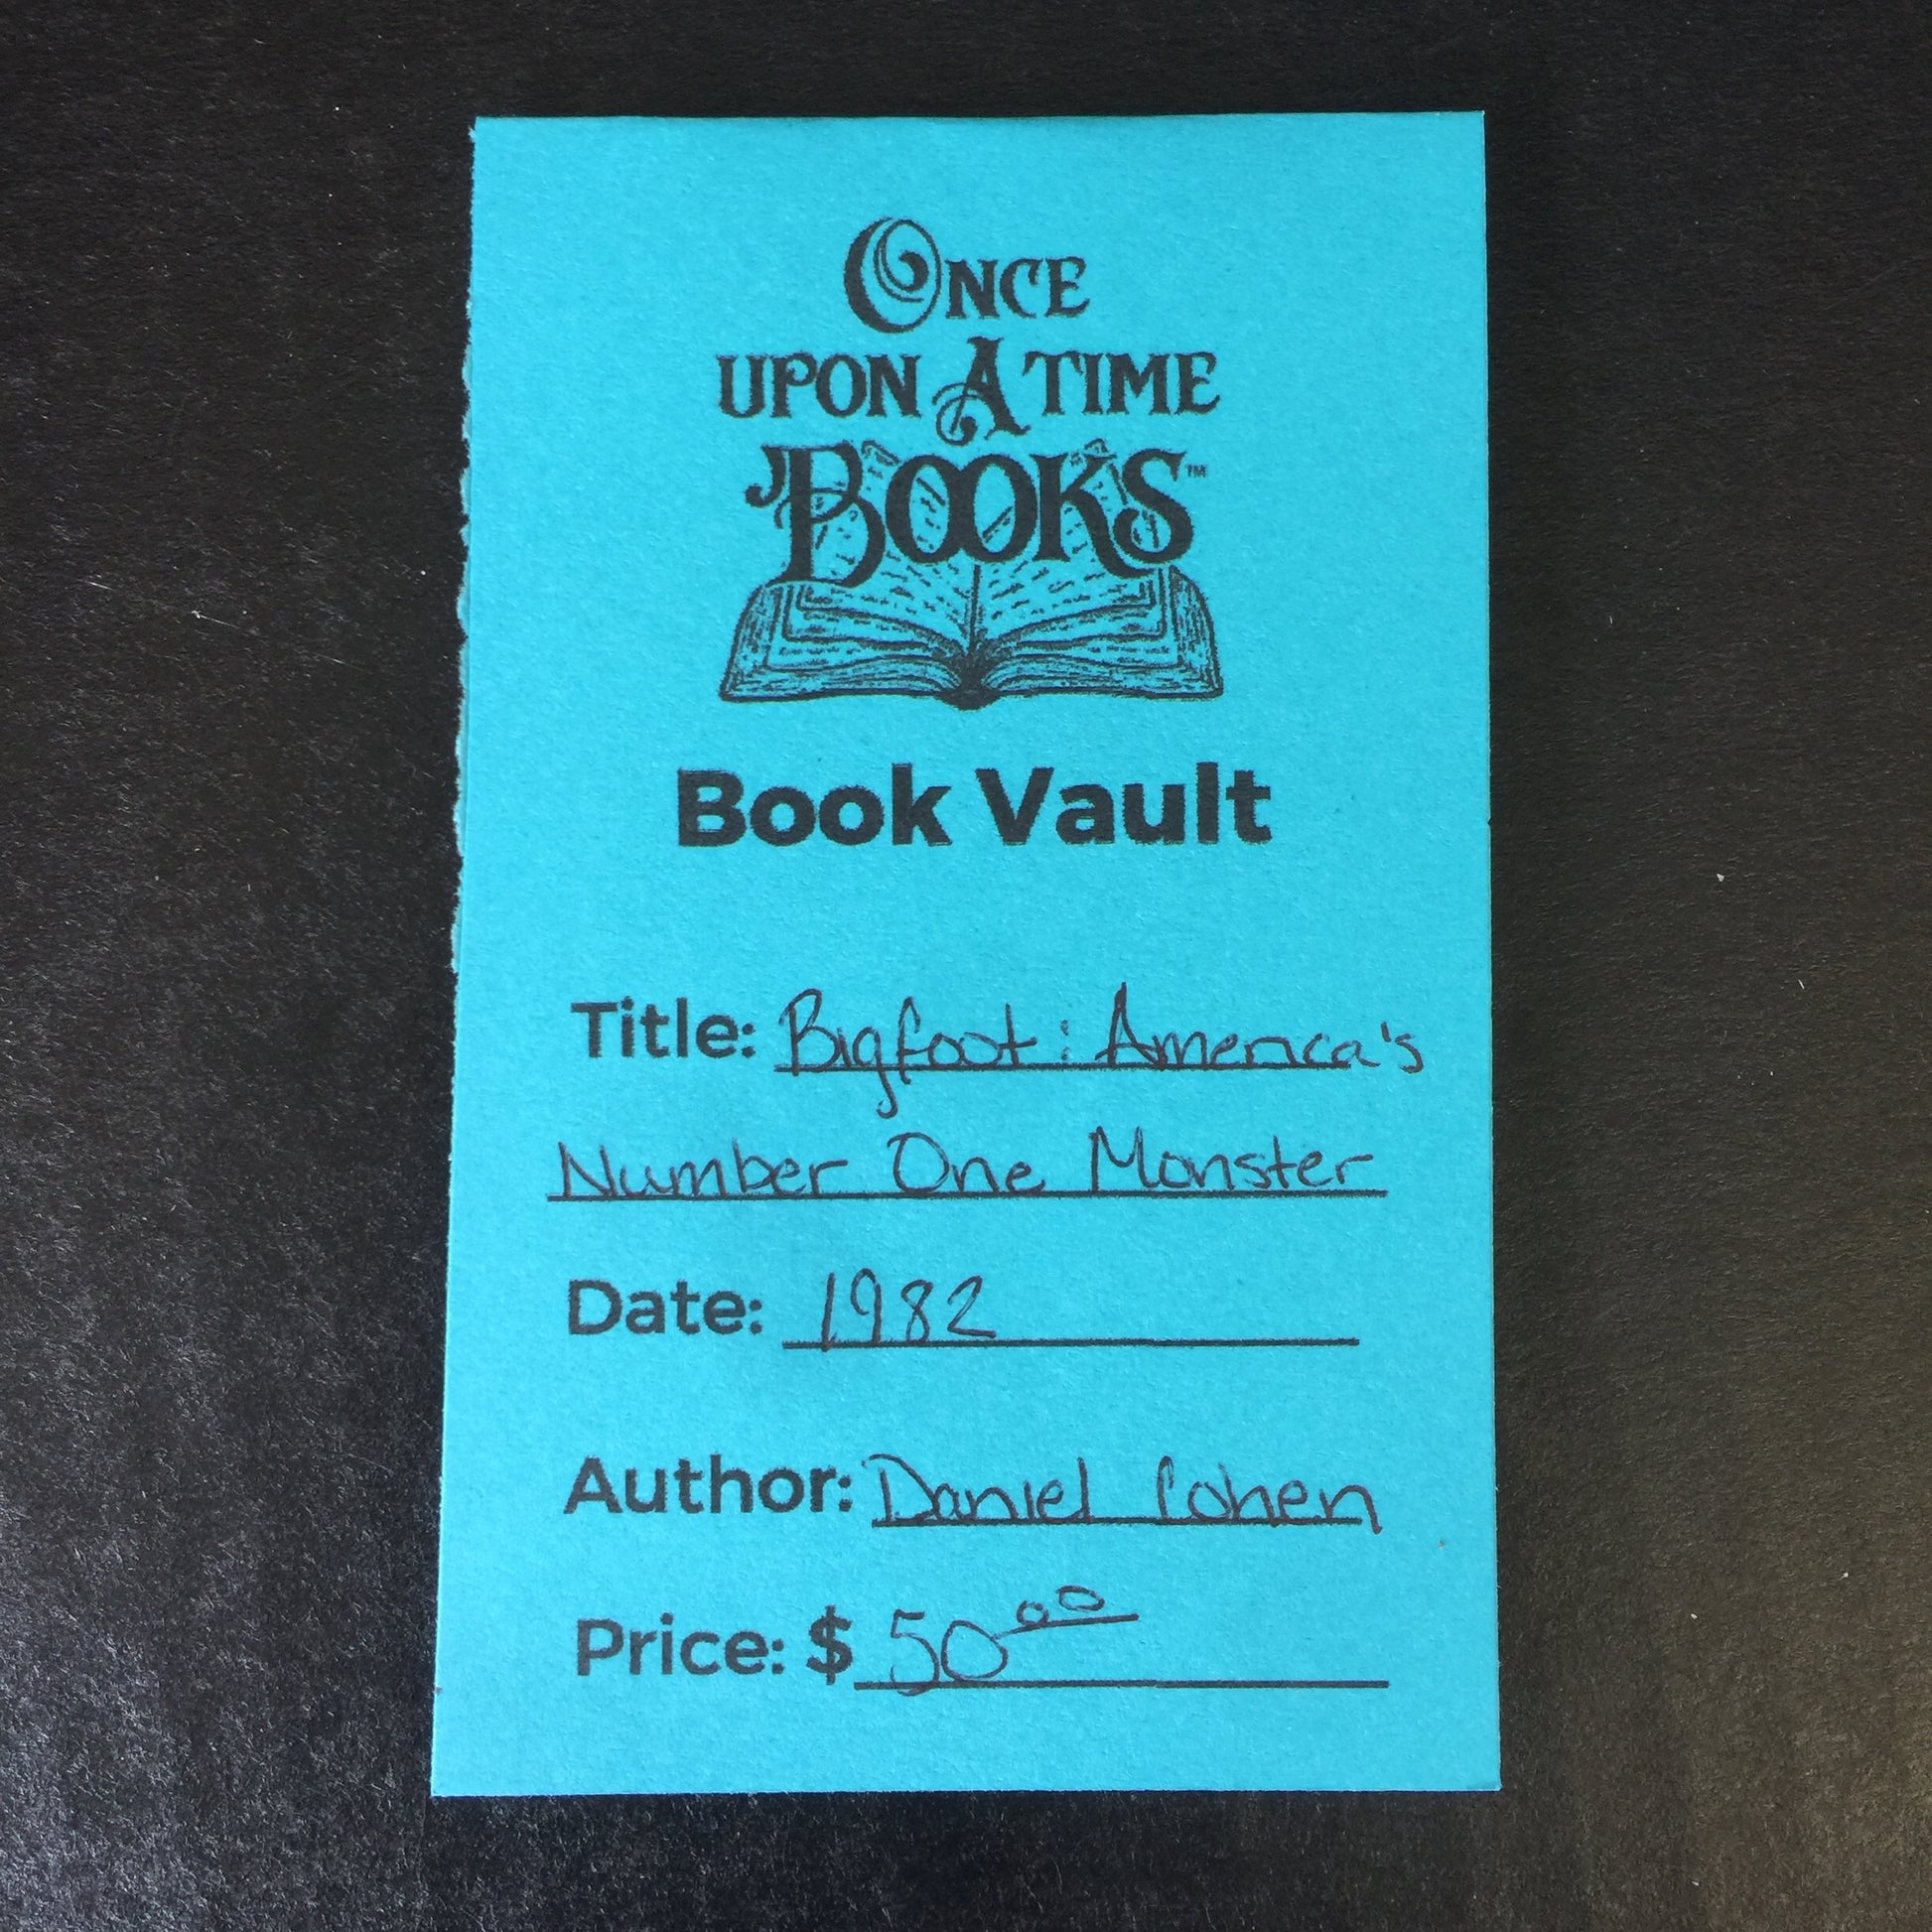 ONCE
UPON A TIME
BOOKS™
Book Vault
Title: Bigfoot: America's
Number One Monster
Date: 1982
Author: Daniel Cohen
Price: $ 50 00